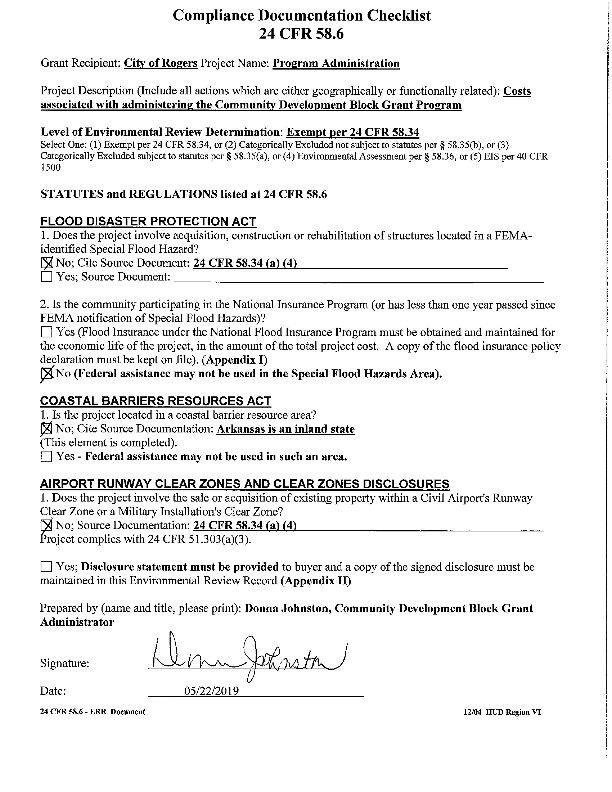 Compliance Documentation Checklist
24 CFR 58.6
Grant Recipient: City of Rogers Project Name: Program Administration
Project Description (Include all actions which are either geographically or functionally related): Costs
associated with administering the Community Development Block Grant Program
Level of Environmental Review Determination: Exempt per 24 CFR 58.34
Select One: (1) Exempt per 24 CFR 58.34, or (2) Categorically Excluded not subject to statutes per § 58.35(b), or (3)
Categorically Excluded subject to statutes per § 58.35(a), or (4) Environmental Assessment per § 58.36, or (5) EIS per 40 CFR
1500
STATUTES and REGULATIONS listed at 24 CFR 58.6
FLOOD DISASTER PROTECTION ACT
1. Does the project involve acquisition, construction or rehabilitation of structures located in a FEMA-
identified Special Flood Hazard?
☒ No; Cite Source Document: 24 CFR 58.34 (a) (4)
☐ Yes; Source Document:
2. Is the community participating in the National Insurance Program (or has less than one year passed since
FEMA notification of Special Flood Hazards)?
☐ Yes (Flood Insurance under the National Flood Insurance Program must be obtained and maintained for
the economic life of the project, in the amount of the total project cost. A copy of the flood insurance policy
declaration must be kept on file). (Appendix I)
☒ No (Federal assistance may not be used in the Special Flood Hazards Area).
COASTAL BARRIERS RESOURCES ACT
1. Is the project located in a coastal barrier resource area?
☒ No; Cite Source Documentation: Arkansas is an inland state
(This element is completed).
☐ Yes - Federal assistance may not be used in such an area.
AIRPORT RUNWAY CLEAR ZONES AND CLEAR ZONES DISCLOSURES
1. Does the project involve the sale or acquisition of existing property within a Civil Airport's Runway
Clear Zone or a Military Installation's Clear Zone?
☒ No; Source Documentation: 24 CFR 58.34 (a) (4)
Project complies with 24 CFR 51.303(a)(3).
☐ Yes; Disclosure statement must be provided to buyer and a copy of the signed disclosure must be
maintained in this Environmental Review Record (Appendix II)
Prepared by (name and title, please print): Donna Johnston, Community Development Block Grant
Administrator
Signature: Donna Johnston
Date: 05/22/2019
24 CFR 58.6 - ERR Document 12/04 HUD Region VI